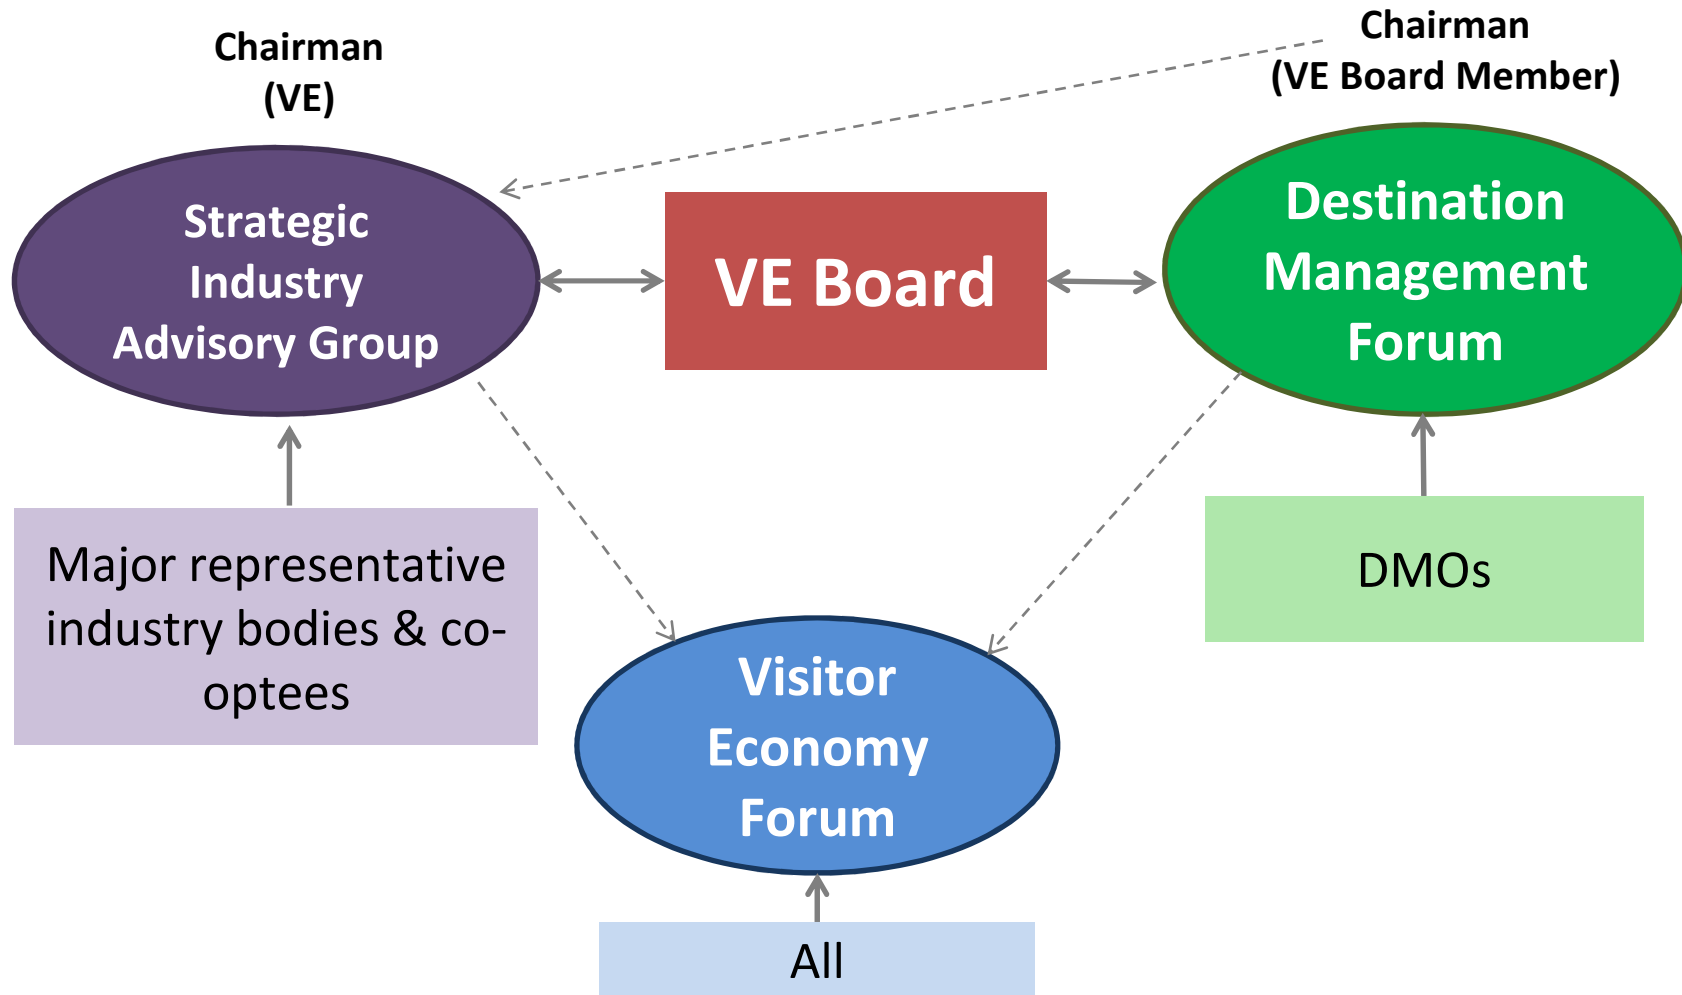 Chairman
(VE)
Chairman
(VE Board Member)
Strategic
Industry
Advisory Group
VE Board
Destination
Management
Forum
Major representative
industry bodies & co-
optees
DMOs
Visitor
Economy
Forum
All